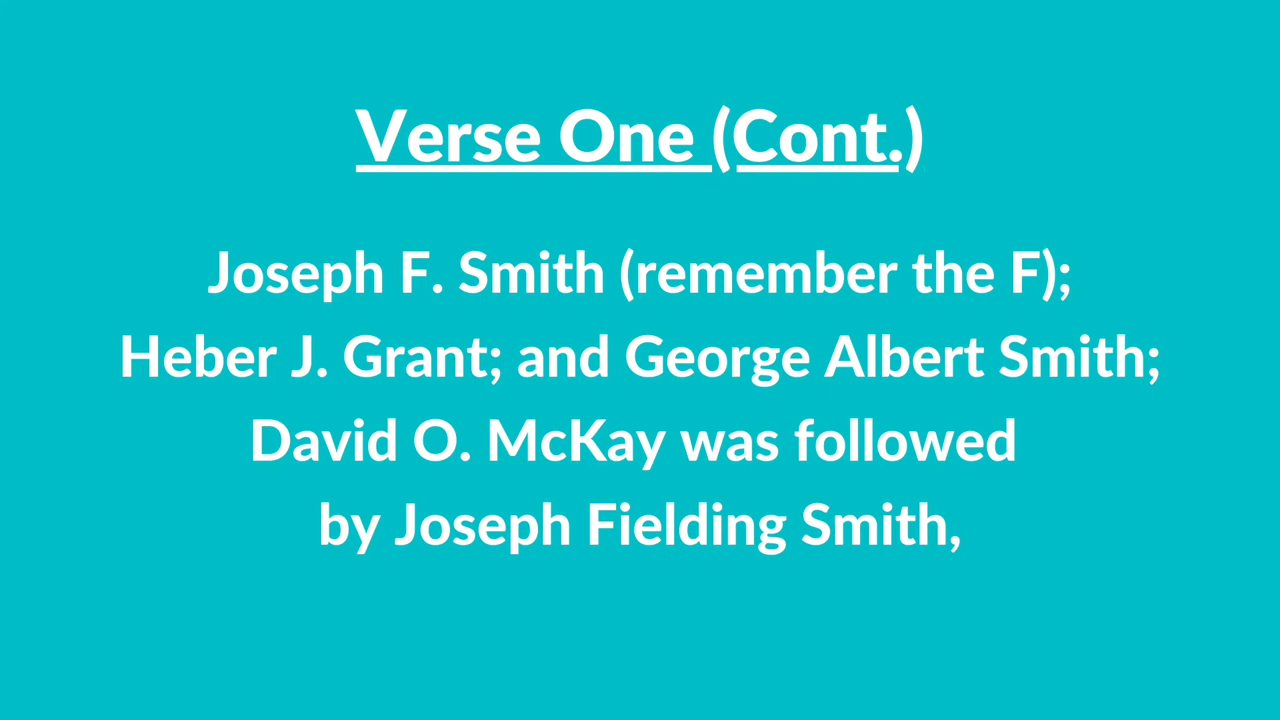 Verse One (Cont.)
Joseph F. Smith (remember the F);
Heber J. Grant; and George Albert Smith;
David O. McKay was followed
by Joseph Fielding Smith,